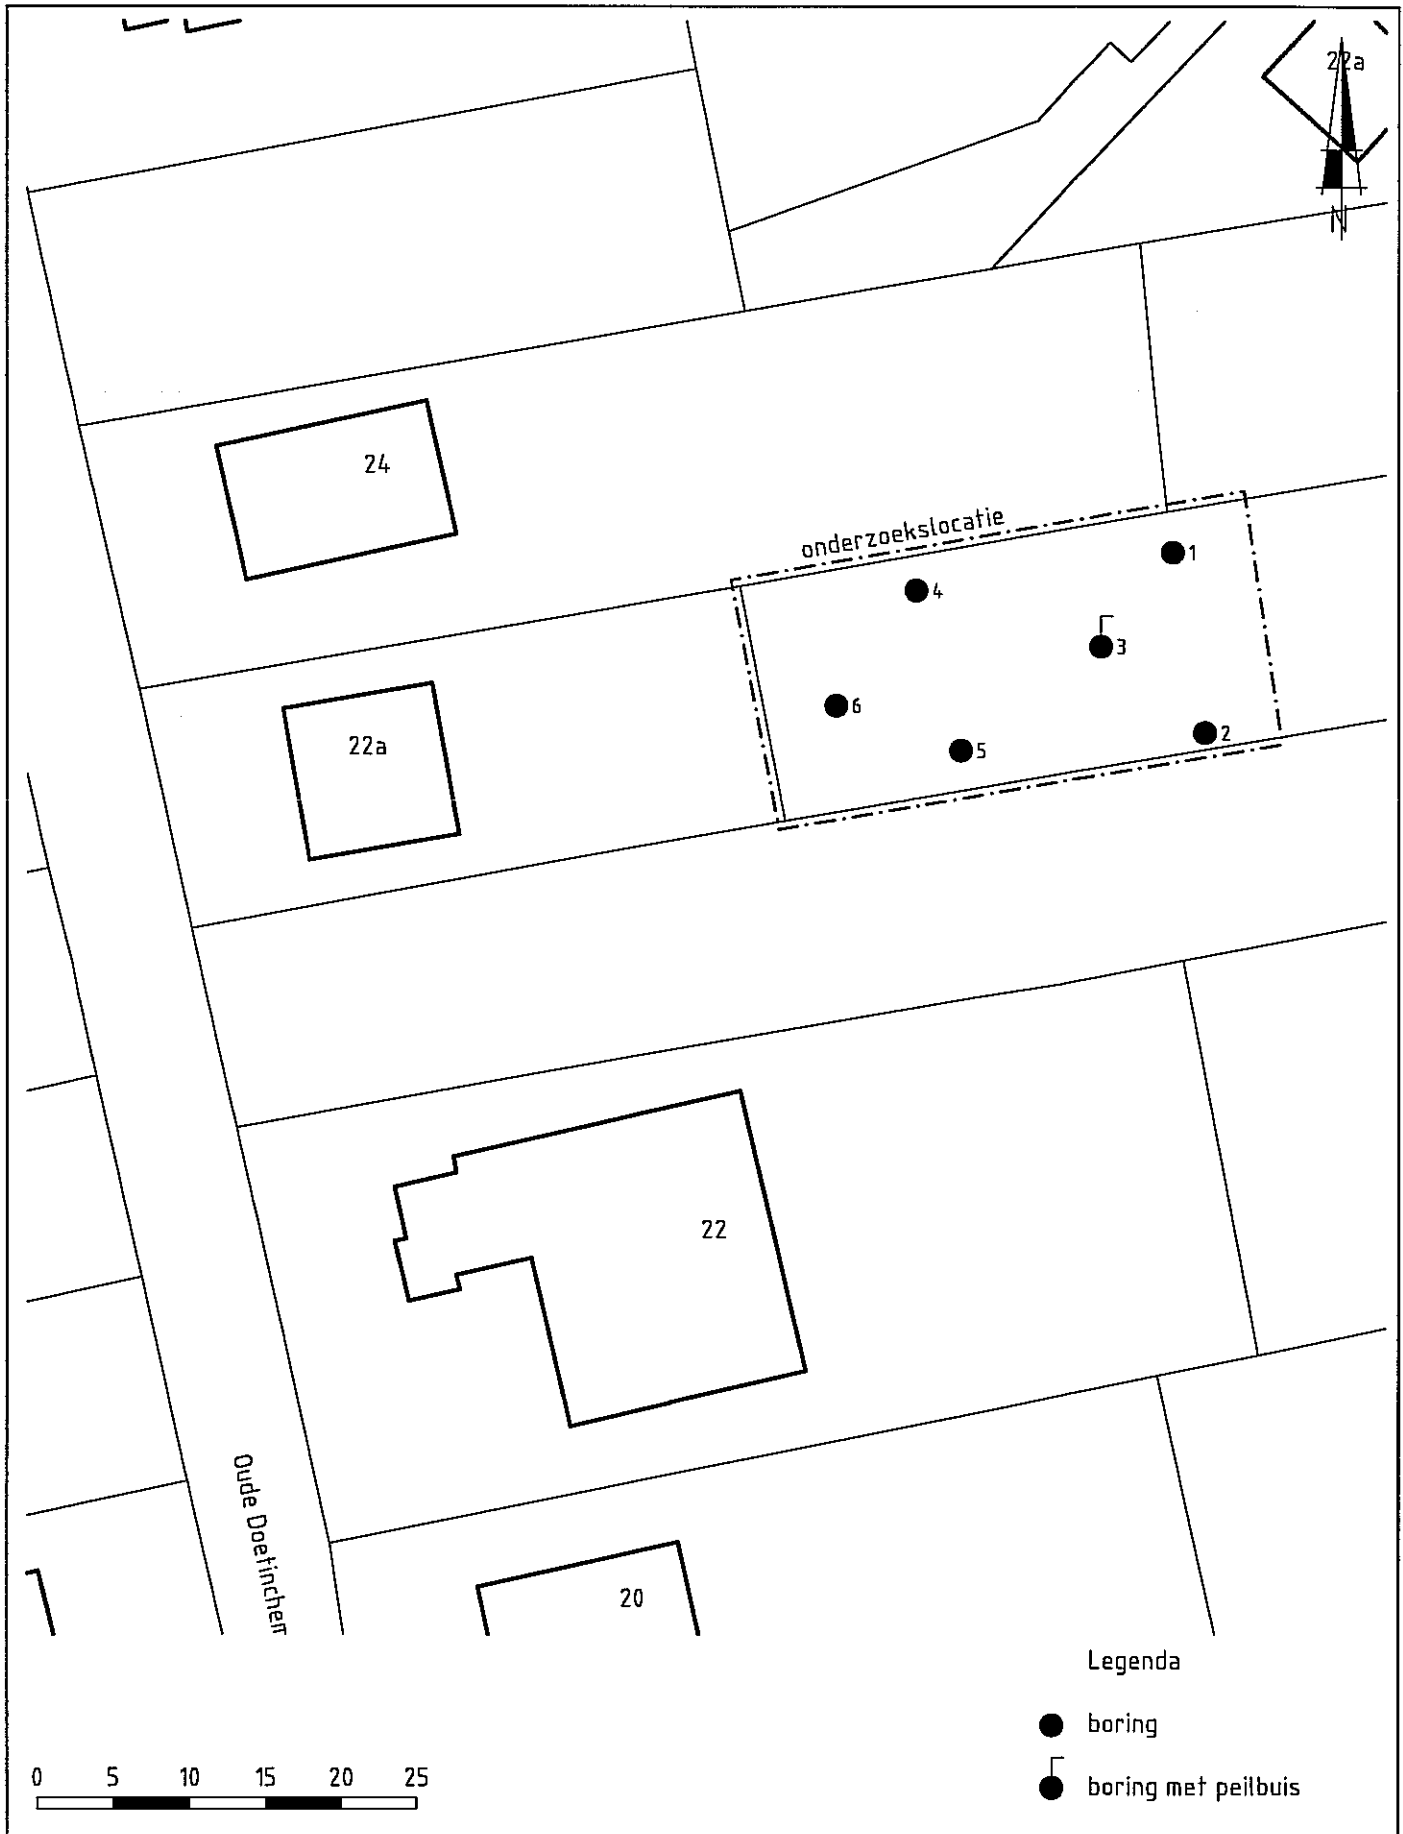 22a
N
24
onderzoekslocatie
1
4
3
6
2
5
22a
22
Oude Doetinchem
20
Legenda
boring
boring met peilbuis
0 5 10 15 20 25